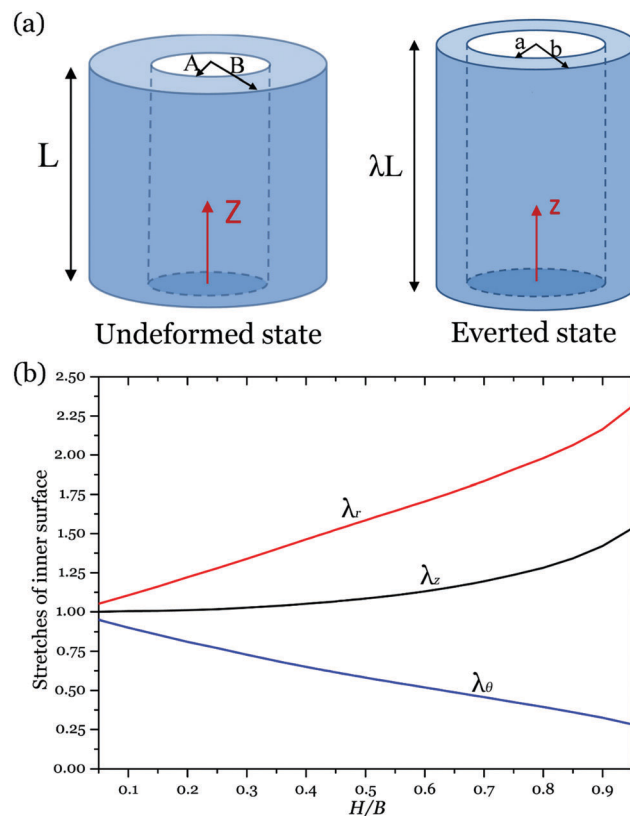 (a)
A B
a b
L
λL
Z
z
Undeformed state
Everted state
(b)
2.50
2.25
2.00
1.75
1.50
1.25
1.00
0.75
0.50
0.25
0.00
Stretches of inner surface
λr
λz
λθ
0.1 0.2 0.3 0.4 0.5 0.6 0.7 0.8 0.9
H/B